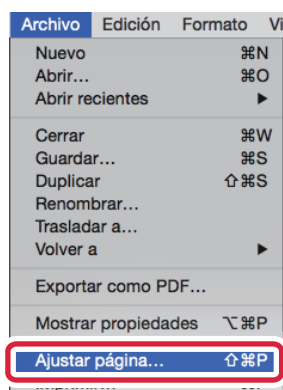 Archivo Edición Formato
Nuevo ⌘N
Abrir... ⌘O
Abrir recientes ▶
Cerrar ⌘W
Guardar... ⌘S
Duplicar ⇧⌘S
Renombrar...
Trasladar a...
Volver a ▶
Exportar como PDF...
Mostrar propiedades ⌥⌘P
Ajustar página... ⇧⌘P